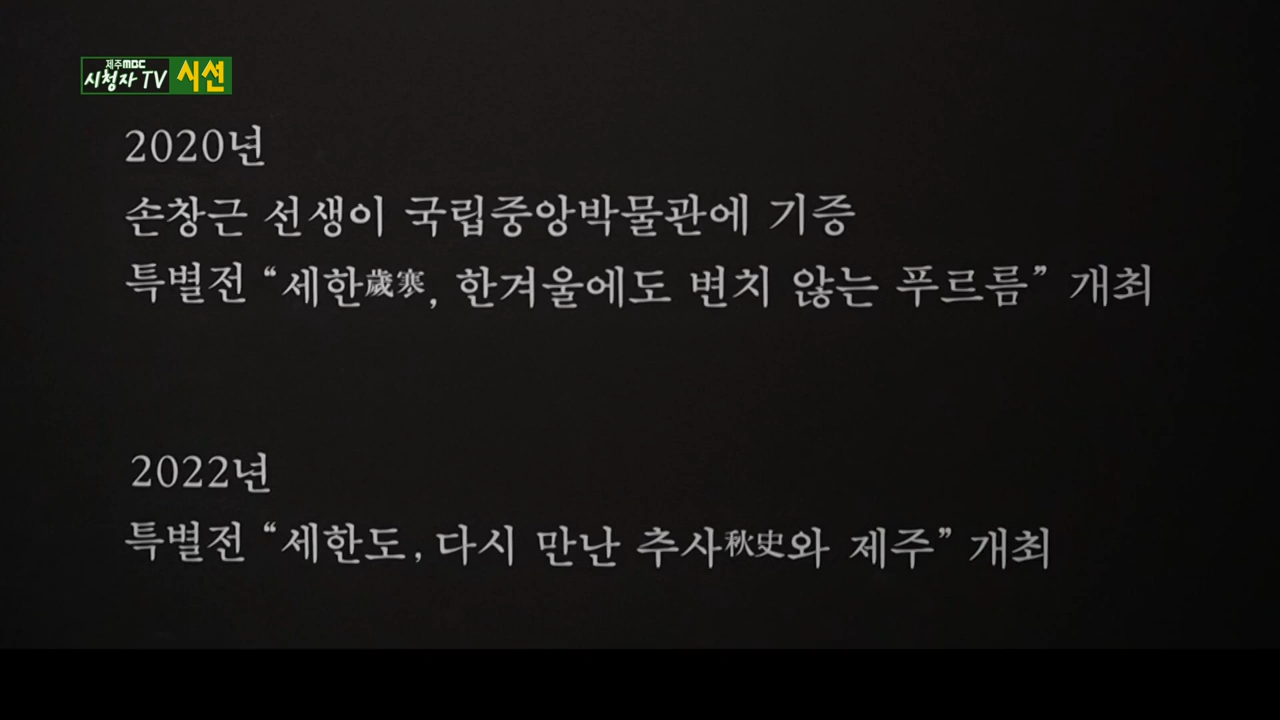 제주MBC
시청자 TV 시선
2020년
손창근 선생이 국립중앙박물관에 기증
특별전 “세한歲寒, 한겨울에도 변치 않는 푸르름” 개최
2022년
특별전 “세한도, 다시 만난 추사秋史와 제주” 개최